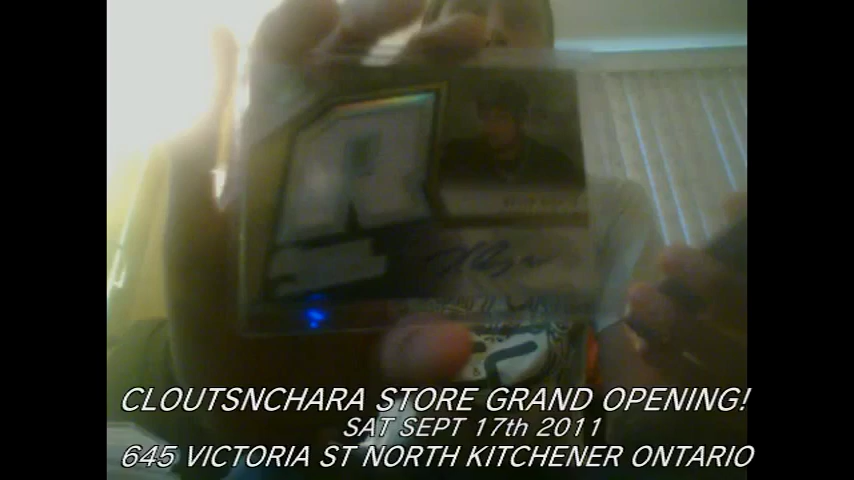 R
CLOUTSNCHARA STORE GRAND OPENING!
SAT SEPT 17th 2011
645 VICTORIA ST NORTH KITCHENER ONTARIO